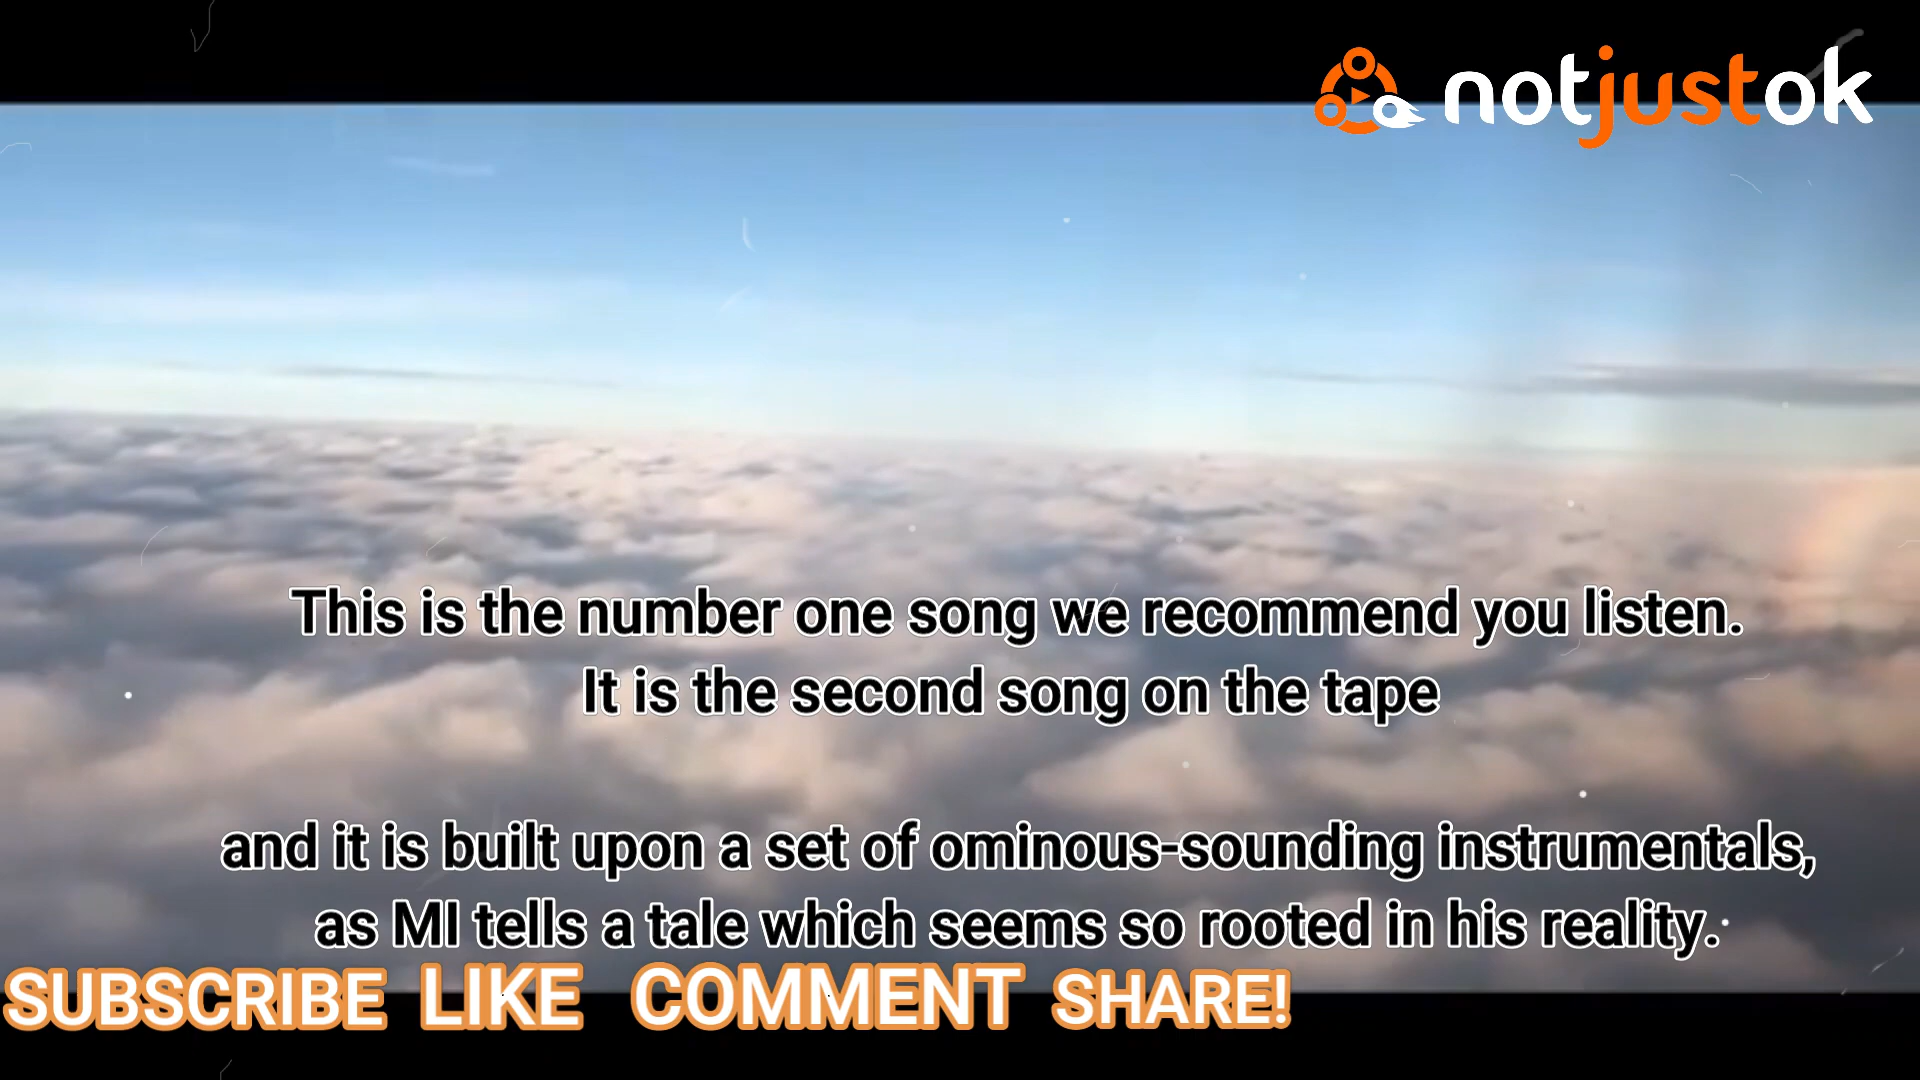 notjustok
This is the number one song we recommend you listen.
It is the second song on the tape
and it is built upon a set of ominous-sounding instrumentals,
as MI tells a tale which seems so rooted in his reality.
SUBSCRIBE LIKE COMMENT SHARE!